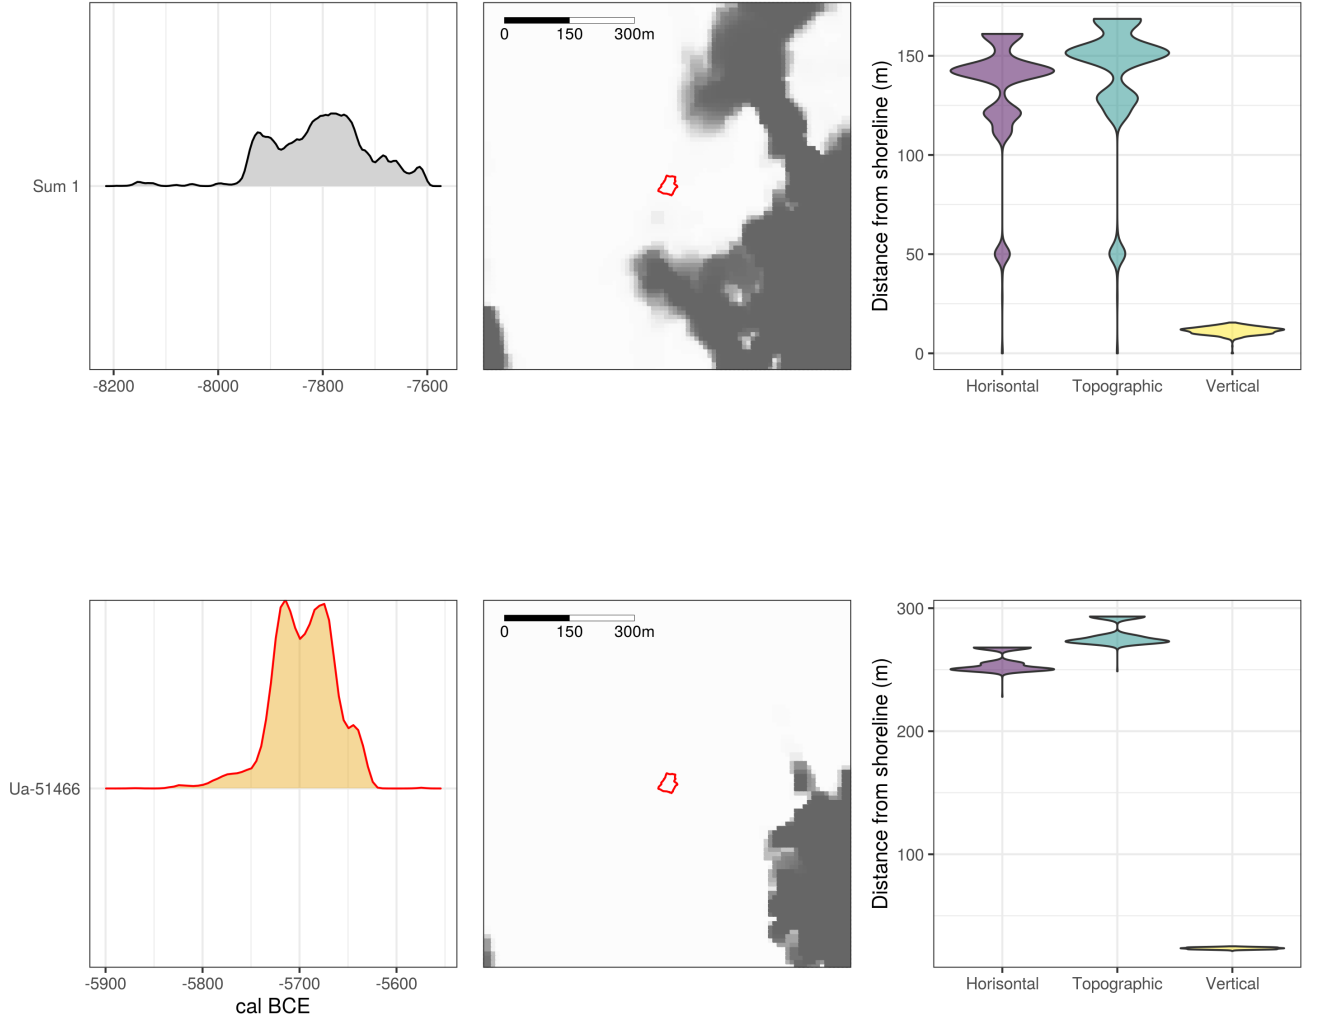 Sum 1
-8200 -8000 -7800 -7600
0 150 300m
Distance from shoreline (m)
150
100
50
0
Horisontal Topographic Vertical
Ua-51466
-5900 -5800 -5700 -5600
cal BCE
0 150 300m
Distance from shoreline (m)
300
200
100
Horisontal Topographic Vertical